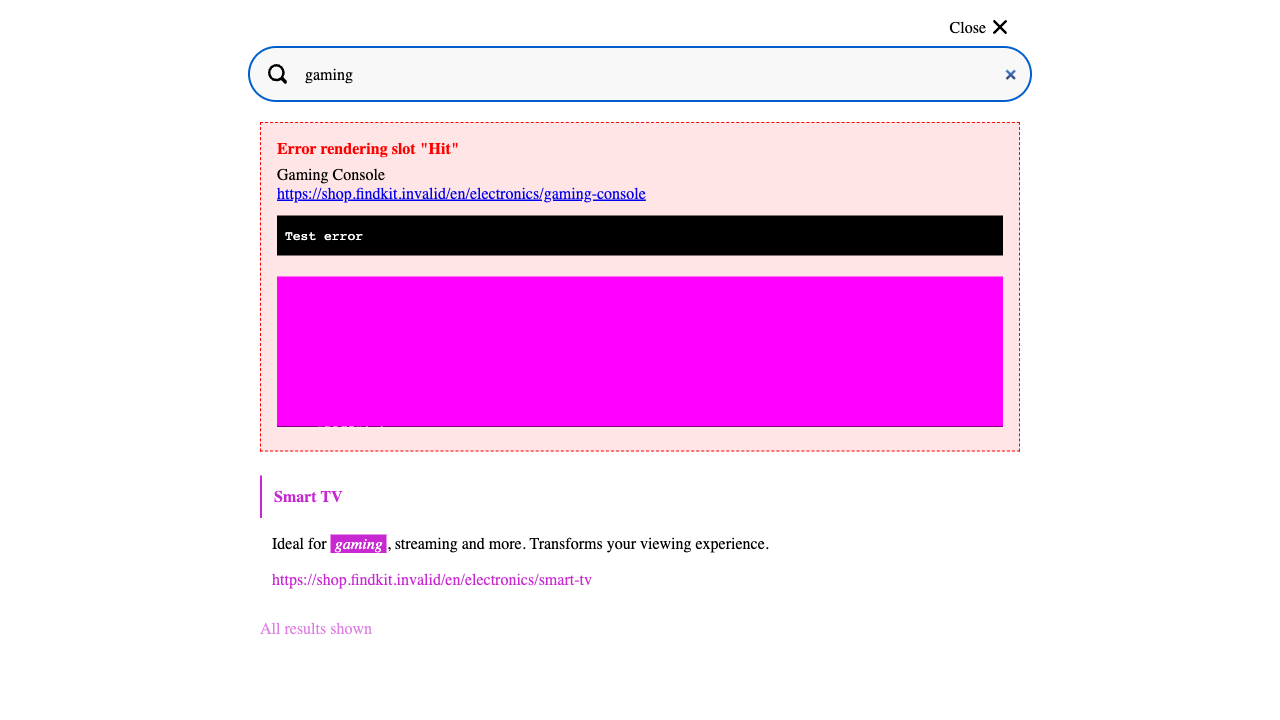 Close
gaming
Error rendering slot "Hit"
Gaming Console
https://shop.findkit.invalid/en/electronics/gaming-console
Test error
Smart TV
Ideal for gaming, streaming and more. Transforms your viewing experience.
https://shop.findkit.invalid/en/electronics/smart-tv
All results shown